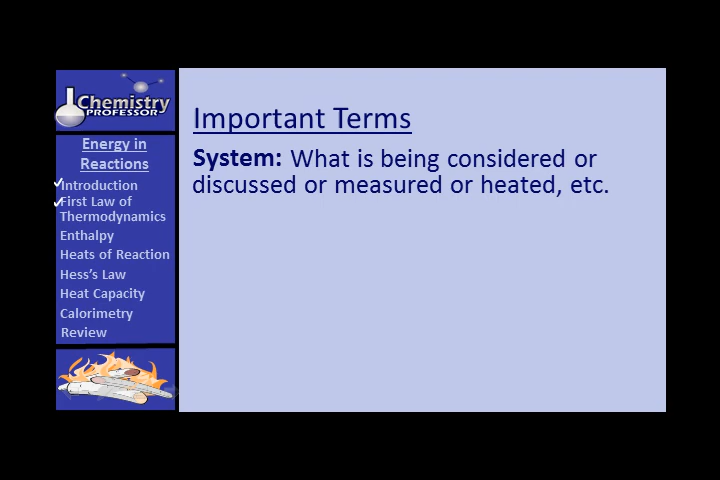 Chemistry
PROFESSOR
Energy in
Reactions
Introduction
First Law of
Thermodynamics
Enthalpy
Heats of Reaction
Hess's Law
Heat Capacity
Calorimetry
Review
Important Terms
System: What is being considered or
discussed or measured or heated, etc.